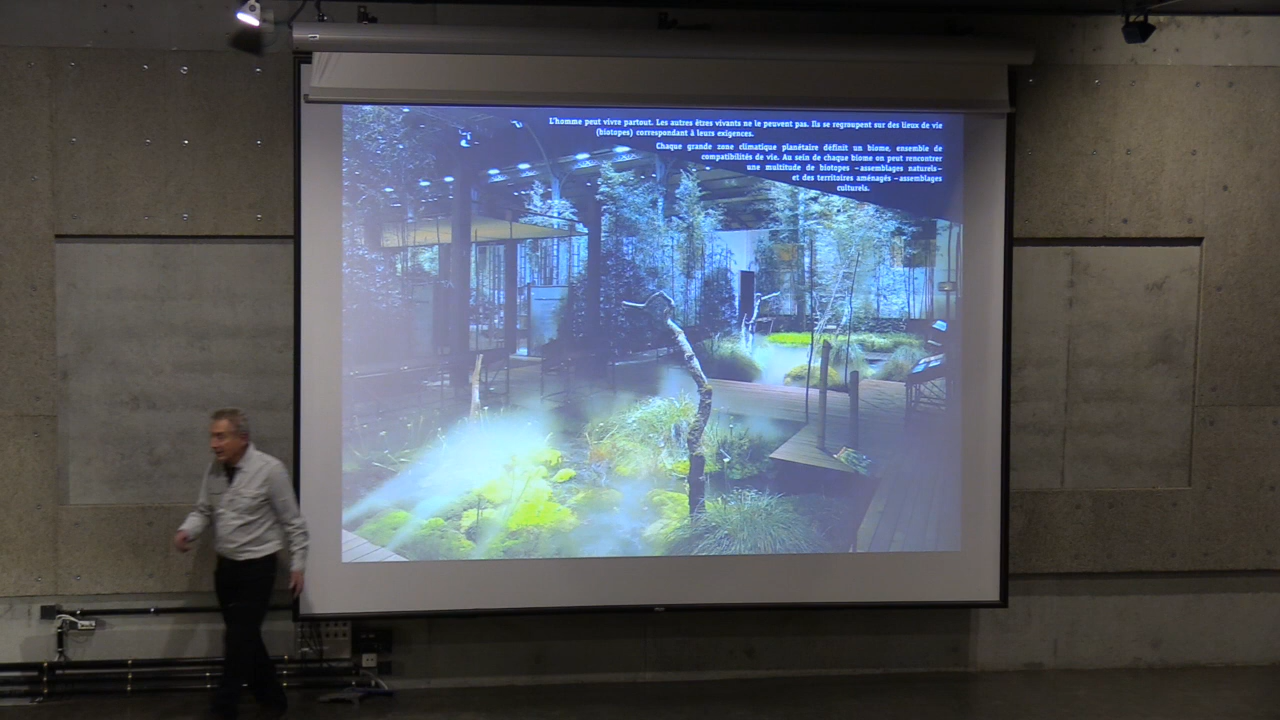 L'homme peut vivre partout. Les autres êtres vivants ne le peuvent pas. Ils se regroupent sur des lieux de vie
(biotopes) correspondant à leurs exigences.
Chaque grande zone climatique planétaire définit un biome, ensemble de
compatibilités de vie. Au sein de chaque biome on peut rencontrer
une multitude de biotopes –assemblages naturels–
et des territoires aménagés –assemblages
culturels.